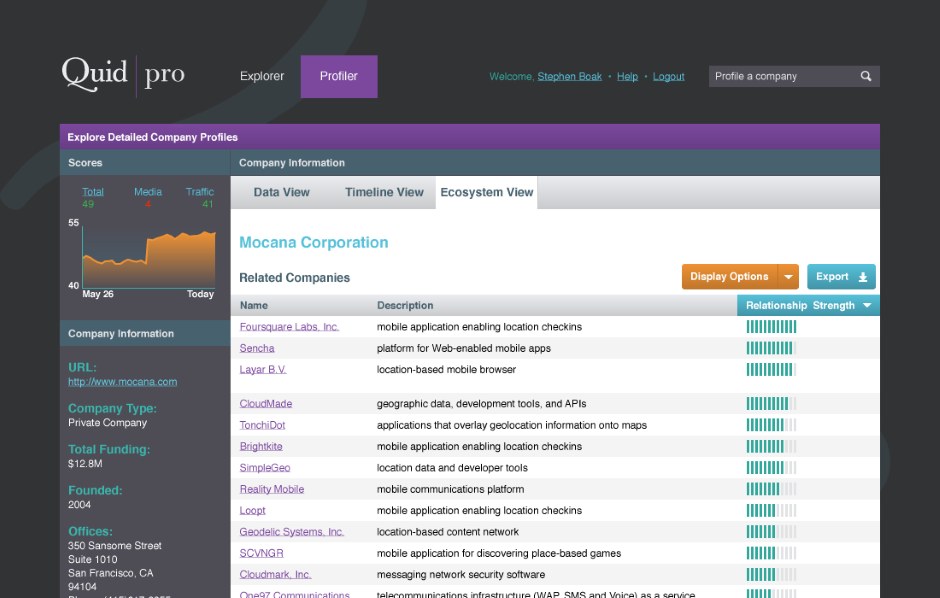 Quid pro
Explorer
Profiler
Welcome, Stephen Boak • Help • Logout
Profile a company
Explore Detailed Company Profiles
Scores
Total
Media
Traffic
49
4
41
55
40
May 26
Today
Company Information
URL:
http://www.mocana.com
Company Type:
Private Company
Total Funding:
$12.8M
Founded:
2004
Offices:
350 Sansome Street
Suite 1010
San Francisco, CA
94104
Company Information
Data View
Timeline View
Ecosystem View
Mocana Corporation
Related Companies
Display Options
Export
Name Description Relationship Strength
Foursquare Labs, Inc. mobile application enabling location checkins
Sencha platform for Web-enabled mobile apps
Layar B.V. location-based mobile browser
CloudMade geographic data, development tools, and APIs
TonchiDot applications that overlay geolocation information onto maps
Brightkite mobile application enabling location checkins
SimpleGeo location data and developer tools
Reality Mobile mobile communications platform
Loopt mobile application enabling location checkins
Geodelic Systems, Inc. location-based content network
SCVNGR mobile application for discovering place-based games
Cloudmark, Inc. messaging network security software
One97 Communications telecommunications infrastructure (WAP, SMS and Voice) as a service